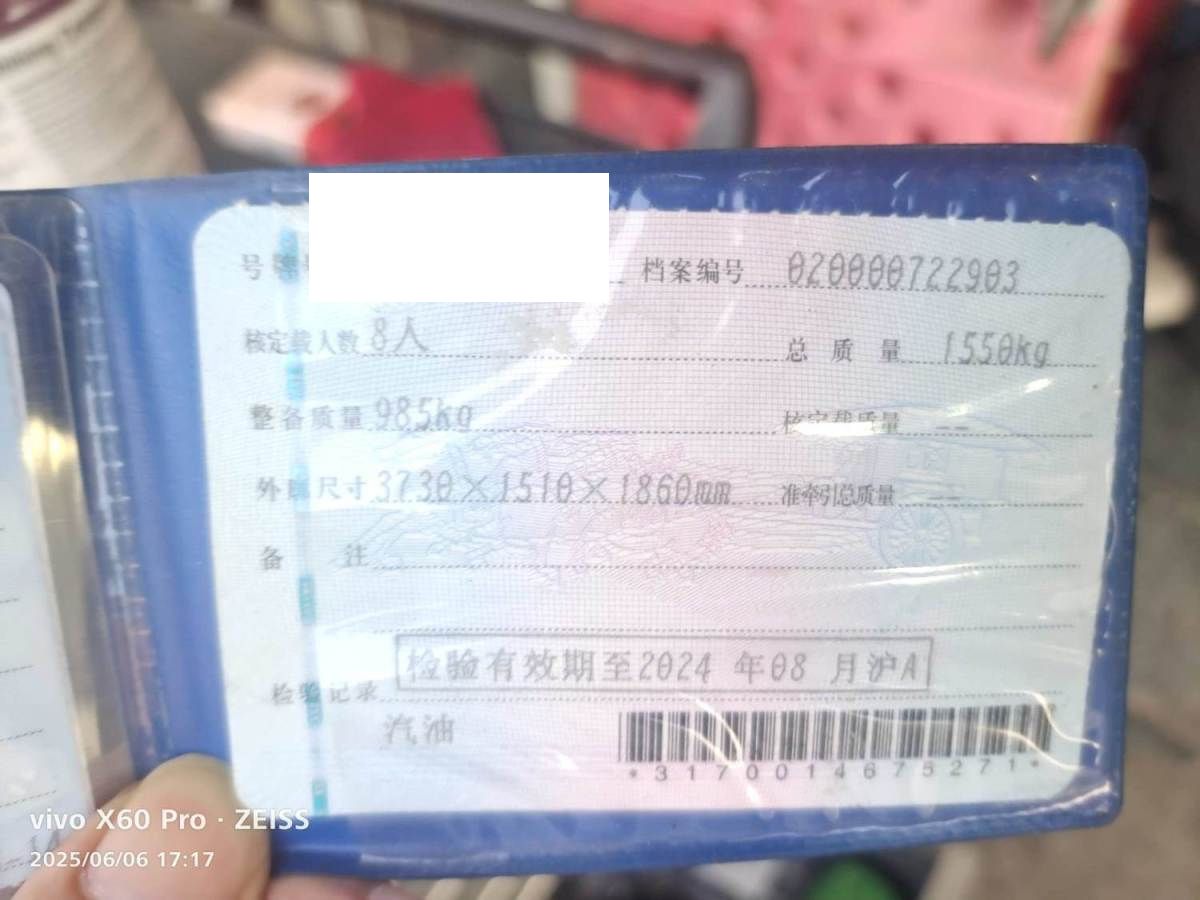 号牌号
档案编号 020000722903
核定载人数 8人
总质量 1550kg
整备质量 985kg
核定载质量 --
外廓尺寸 3730×1510×1860mm
准牵引总质量 --
备注
检验有效期至2024年08月沪A
检验记录
汽油
*3170014675271*
vivo X60 Pro · ZEISS
2025/06/06 17:17